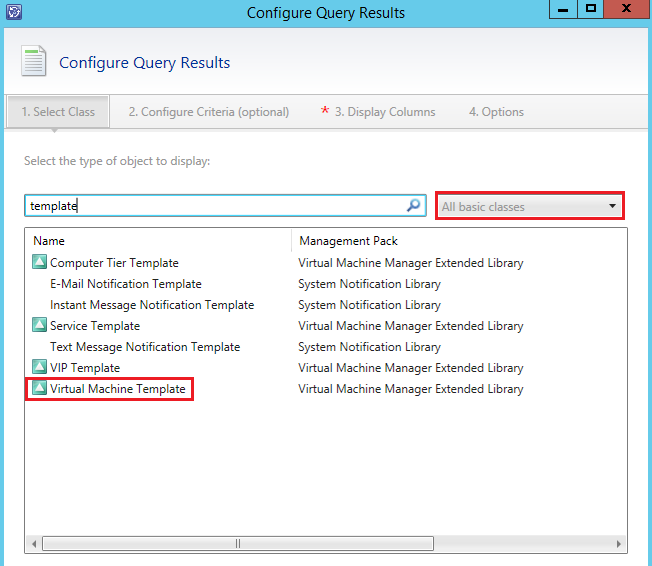 Configure Query Results
Configure Query Results
1. Select Class 2. Configure Criteria (optional) * 3. Display Columns 4. Options
Select the type of object to display:
template All basic classes
Name Management Pack
Computer Tier Template Virtual Machine Manager Extended Library
E-Mail Notification Template System Notification Library
Instant Message Notification Template System Notification Library
Service Template Virtual Machine Manager Extended Library
Text Message Notification Template System Notification Library
VIP Template Virtual Machine Manager Extended Library
Virtual Machine Template Virtual Machine Manager Extended Library